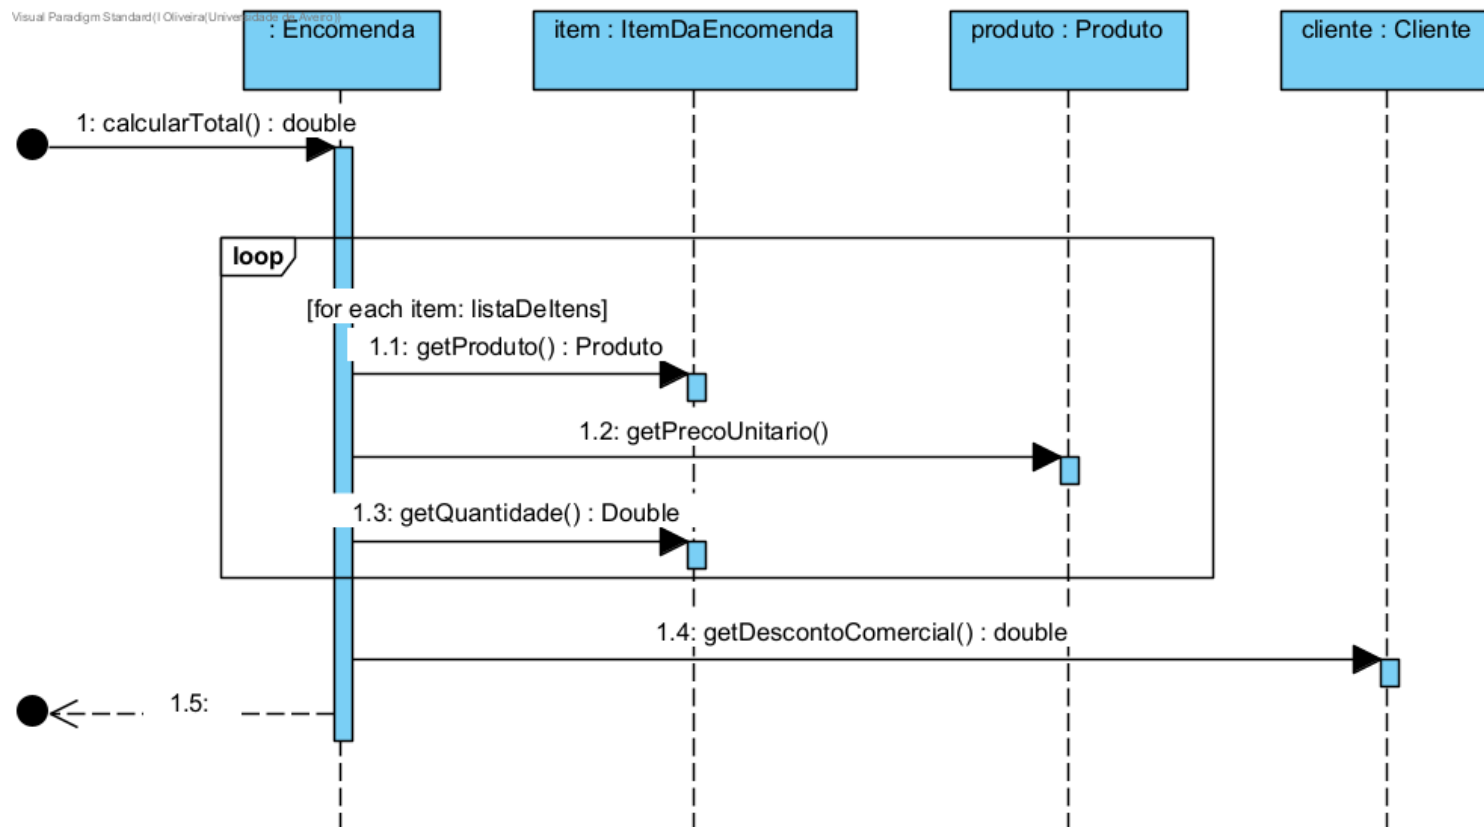 Visual Paradigm Standard(I Oliveira(Universidade de Aveiro))
: Encomenda
item : ItemDaEncomenda
produto : Produto
cliente : Cliente
1: calcularTotal() : double
loop
[for each item: listaDeItens]
1.1: getProduto() : Produto
1.2: getPrecoUnitario()
1.3: getQuantidade() : Double
1.4: getDescontoComercial() : double
1.5: